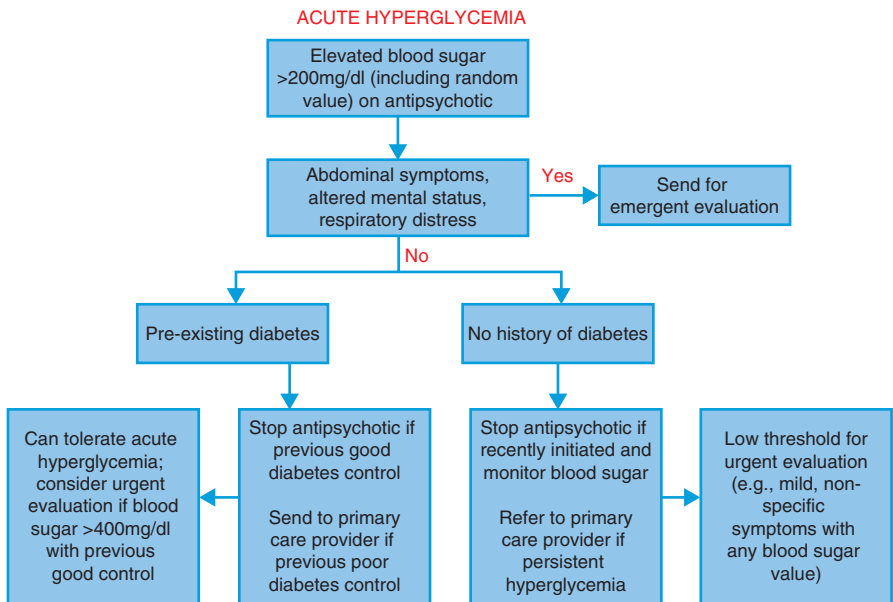 ACUTE HYPERGLYCEMIA
Elevated blood sugar
>200mg/dl (including random
value) on antipsychotic
Abdominal symptoms,
altered mental status,
respiratory distress
Yes
Send for
emergent evaluation
No
Pre-existing diabetes
No history of diabetes
Can tolerate acute
hyperglycemia;
consider urgent
evaluation if blood
sugar >400mg/dl
with previous
good control
Stop antipsychotic if
previous good
diabetes control
Send to primary
care provider if
previous poor
diabetes control
Stop antipsychotic if
recently initiated and
monitor blood sugar
Refer to primary
care provider if
persistent
hyperglycemia
Low threshold for
urgent evaluation
(e.g., mild, non-
specific
symptoms with
any blood sugar
value)